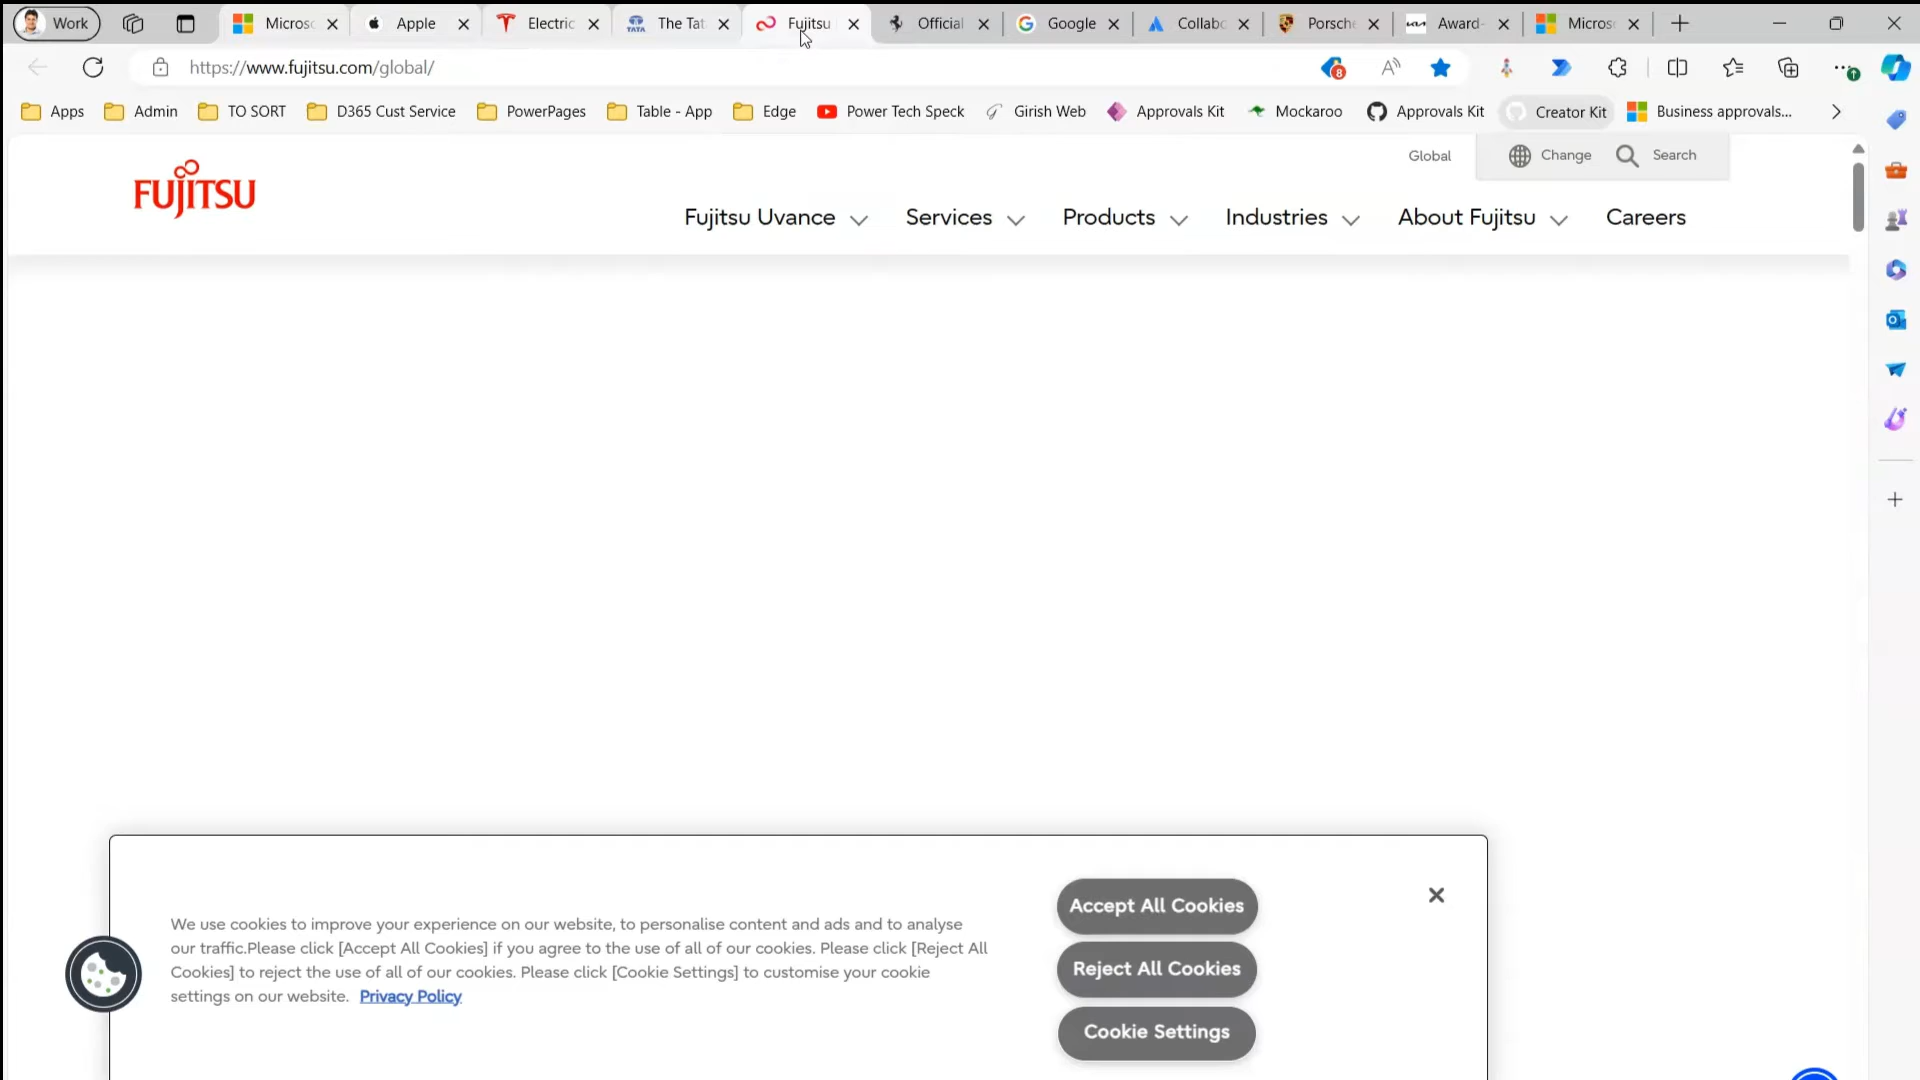 Work Micros Apple Electric The Tat Fujitsu Official Google Collabo Porsche Award- Micros
https://www.fujitsu.com/global/ 8
Apps Admin TO SORT D365 Cust Service PowerPages Table - App Edge Power Tech Speck Girish Web Approvals Kit Mockaroo Approvals Kit Creator Kit Business approvals...
Global Change Search
FUJITSU
Fujitsu Uvance Services Products Industries About Fujitsu Careers
We use cookies to improve your experience on our website, to personalise content and ads and to analyse
our traffic.Please click [Accept All Cookies] if you agree to the use of all of our cookies. Please click [Reject All
Cookies] to reject the use of all of our cookies. Please click [Cookie Settings] to customise your cookie
settings on our website. Privacy Policy
Accept All Cookies
Reject All Cookies
Cookie Settings